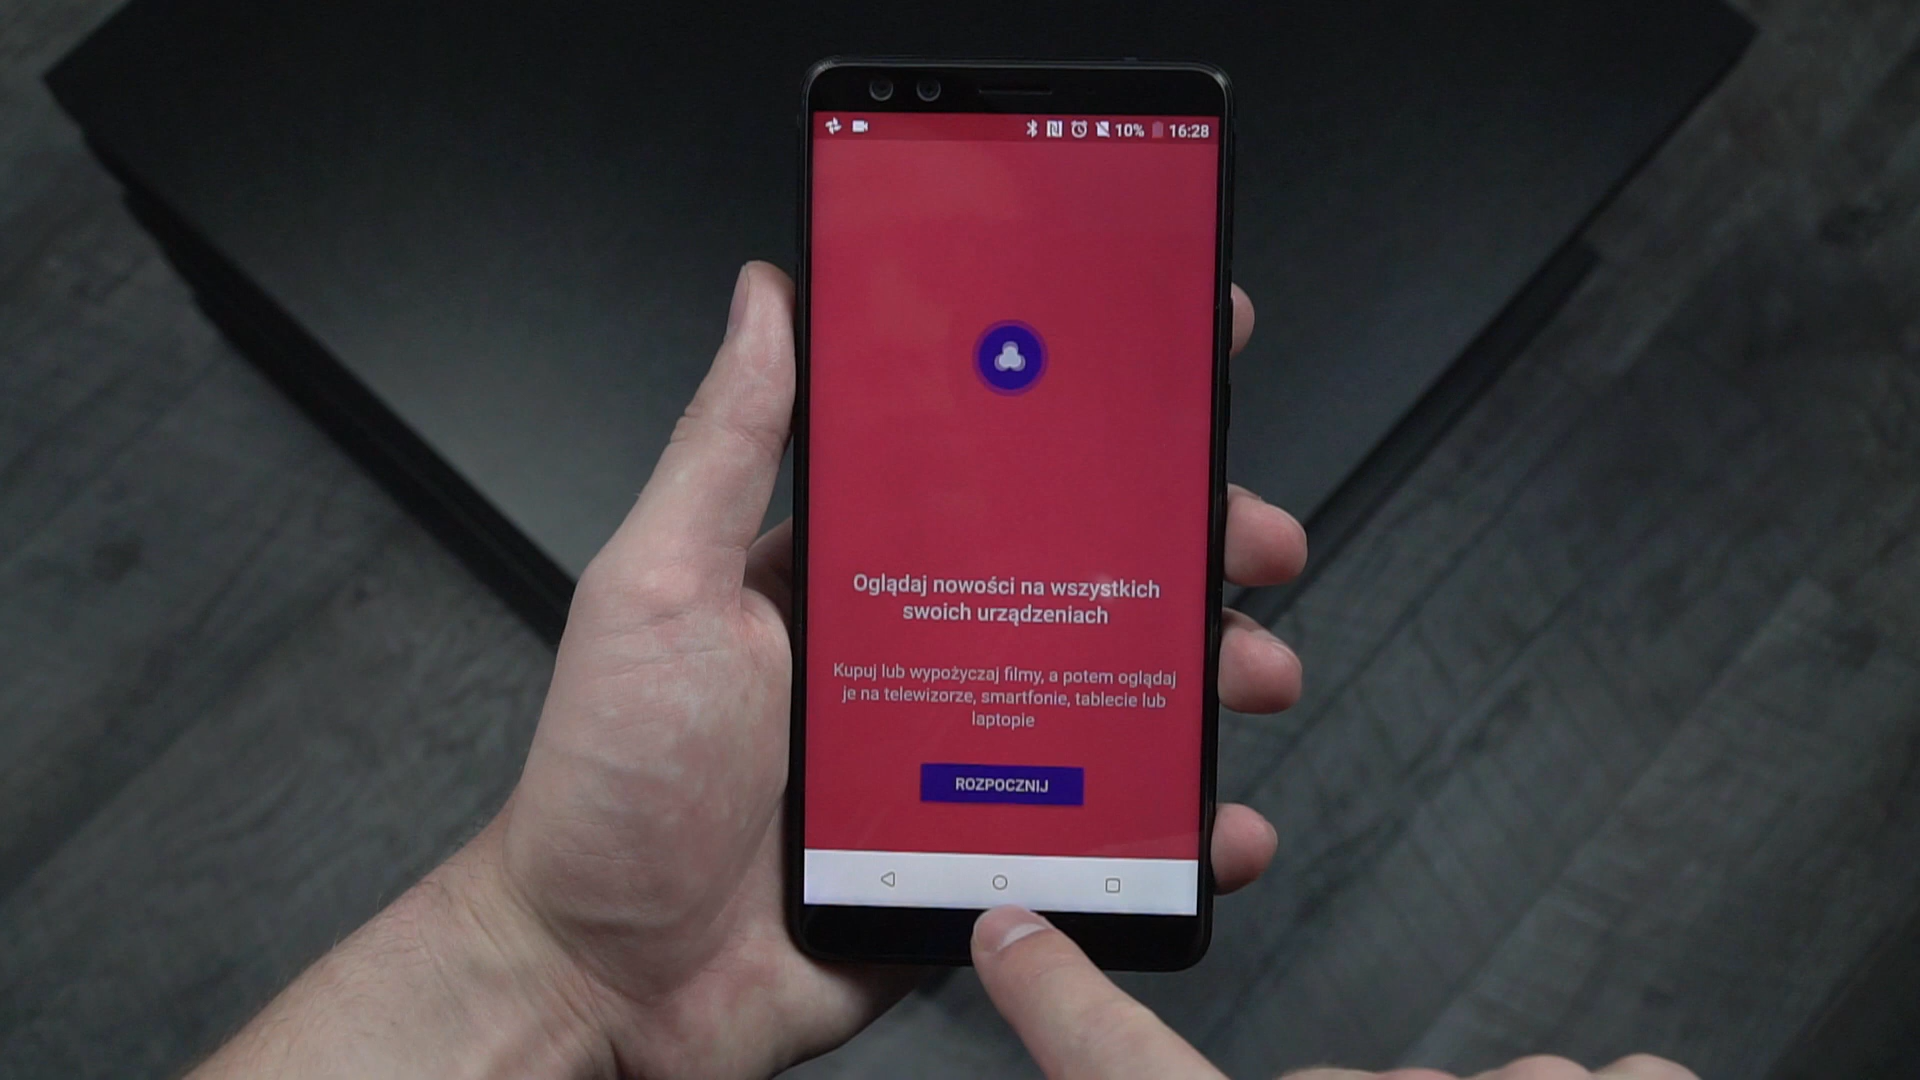 10% 16:28
Oglądaj nowości na wszystkich
swoich urządzeniach
Kupuj lub wypożyczaj filmy, a potem oglądaj
je na telewizorze, smartfonie, tablecie lub
laptopie
ROZPOCZNIJ